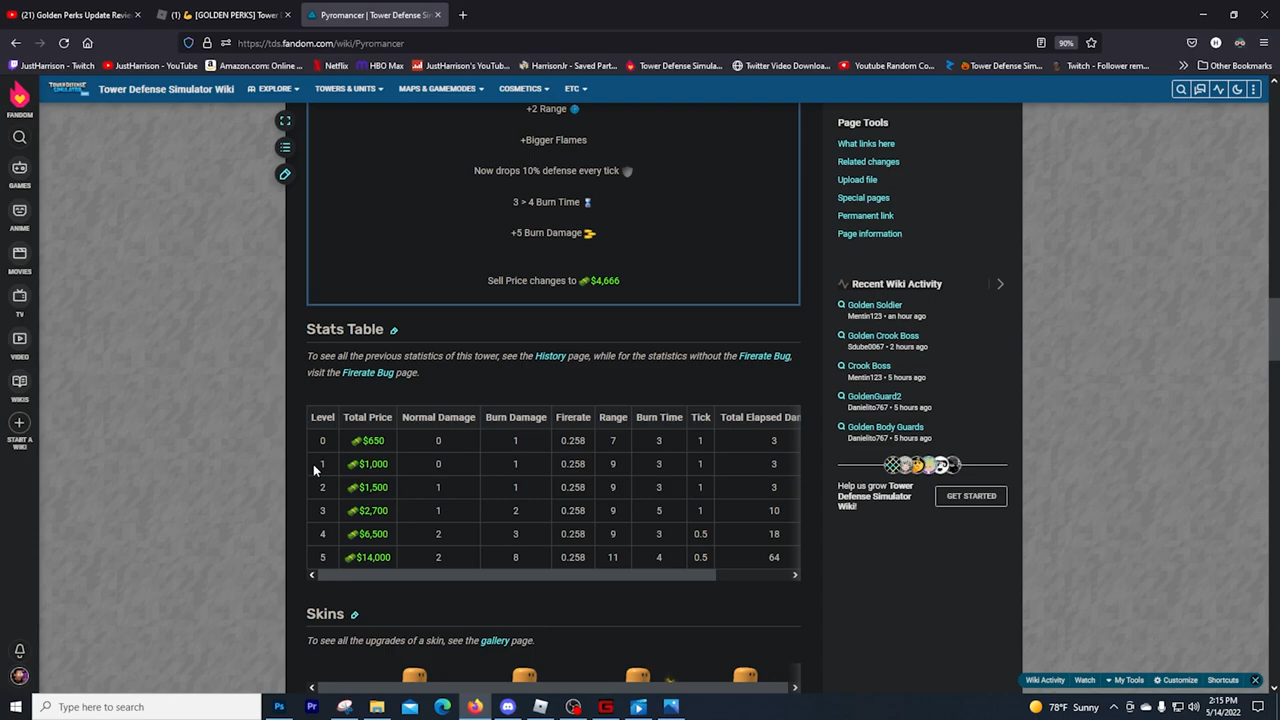 Golden Perks Update Revi
(1) 💪 [GOLDEN PERKS] Tower
Pyromancer | Tower Defense Si
https://tds.fandom.com/wiki/Pyromancer
90%
JustHarrison - Twitch
JustHarrison - YouTube
Amazon.com: Online ...
Netflix
HBO Max
JustHarrison's YouTub...
HarrisonJr - Saved Part...
Tower Defense Simula...
Twitter Video Downloa...
Youtube Random Co...
Tower Defense Sim...
Twitch - Follower rem...
Other Bookmarks
Tower Defense Simulator Wiki
EXPLORE
TOWERS & UNITS
MAPS & GAMEMODES
COSMETICS
ETC
FANDOM
GAMES
ANIME
MOVIES
TV
VIDEO
WIKIS
START A
WIKI
+2 Range
+Bigger Flames
Now drops 10% defense every tick
3 > 4 Burn Time
+5 Burn Damage
Sell Price changes to $4,666
Stats Table
To see all the previous statistics of this tower, see the History page, while for the statistics without the Firerate Bug,
visit the Firerate Bug page.
Level Total Price Normal Damage Burn Damage Firerate Range Burn Time Tick Total Elapsed Dan
0 $650 0 1 0.258 7 3 1 3
1 $1,000 0 1 0.258 9 3 1 3
2 $1,500 1 1 0.258 9 3 1 3
3 $2,700 1 2 0.258 9 5 1 10
4 $6,500 2 3 0.258 9 3 0.5 18
5 $14,000 2 8 0.258 11 4 0.5 64
Skins
To see all the upgrades of a skin, see the gallery page.
Page Tools
What links here
Related changes
Upload file
Special pages
Permanent link
Page information
Recent Wiki Activity
Golden Soldier
Mentin123 • an hour ago
Golden Crook Boss
Sdube0067 • 2 hours ago
Crook Boss
Mentin123 • 5 hours ago
GoldenGuard2
Danielito767 • 5 hours ago
Golden Body Guards
Danielito767 • 5 hours ago
Help us grow Tower
Defense Simulator
Wiki!
GET STARTED
Wiki Activity
Watch
My Tools
Customize
Shortcuts
Type here to search
78°F Sunny
2:15 PM
5/14/2022